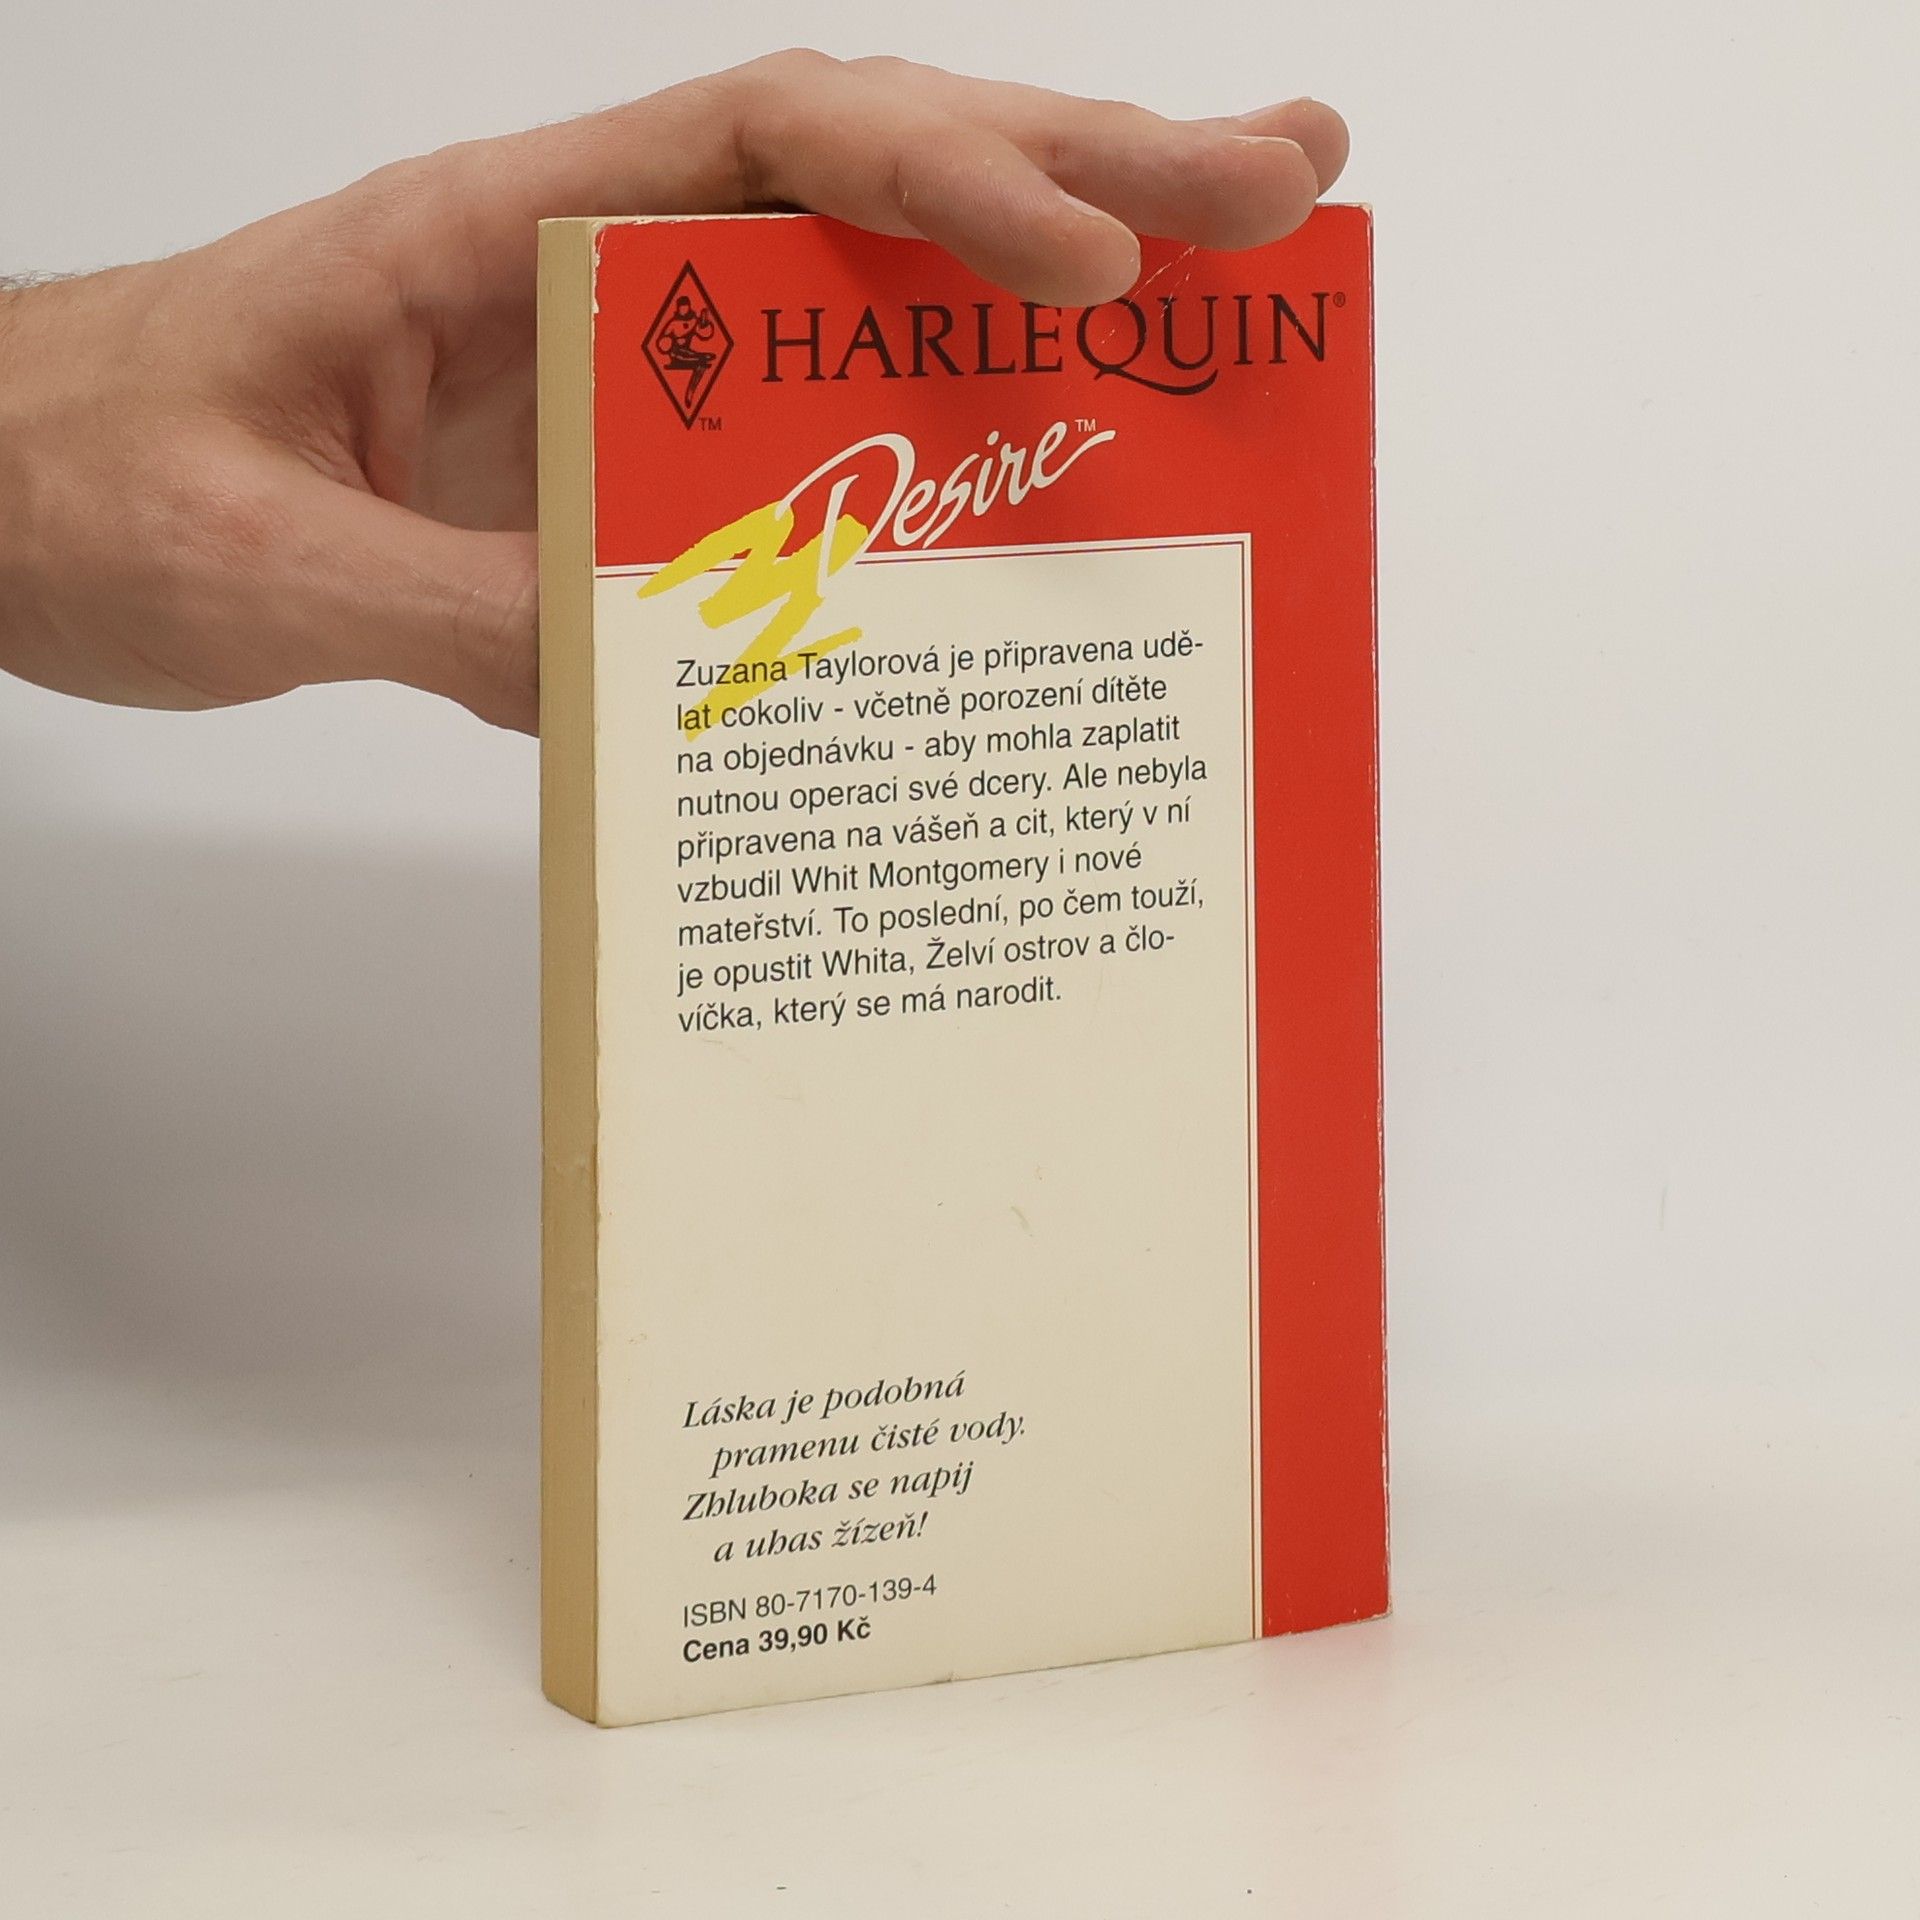 HARLEQUIN®
TM
Desire™
Zuzana Taylorová je připravena udě-
lat cokoliv - včetně porození dítěte
na objednávku - aby mohla zaplatit
nutnou operaci své dcery. Ale nebyla
připravena na vášeň a cit, který v ní
vzbudil Whit Montgomery i nové
mateřství. To poslední, po čem touží,
je opustit Whita, Želví ostrov a člo-
víčka, který se má narodit.
Láska je podobná
pramenu čisté vody.
Zhluboka se napij
a uhas žízeň!
ISBN 80-7170-139-4
Cena 39,90 Kč